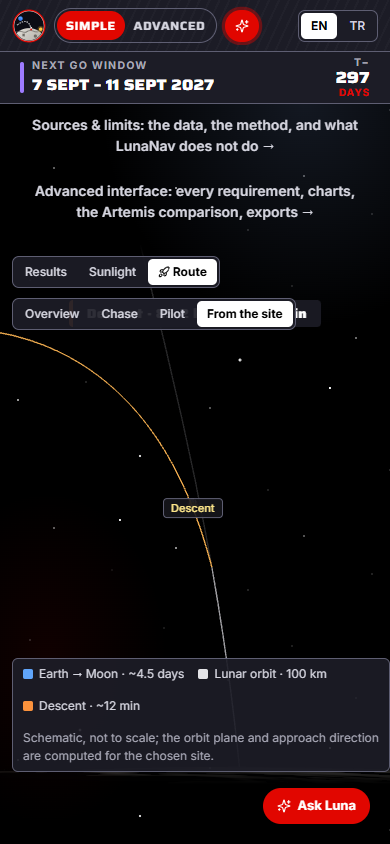 SIMPLE ADVANCED EN TR
NEXT GO WINDOW
7 SEPT – 11 SEPT 2027
T−
297
DAYS
Sources & limits: the data, the method, and what
LunaNav does not do →
Advanced interface: every requirement, charts,
the Artemis comparison, exports →
Results Sunlight Route
Overview Chase Pilot From the site
in
Descent
Earth → Moon · ~4.5 days Lunar orbit · 100 km
Descent · ~12 min
Schematic, not to scale; the orbit plane and approach direction
are computed for the chosen site.
Ask Luna